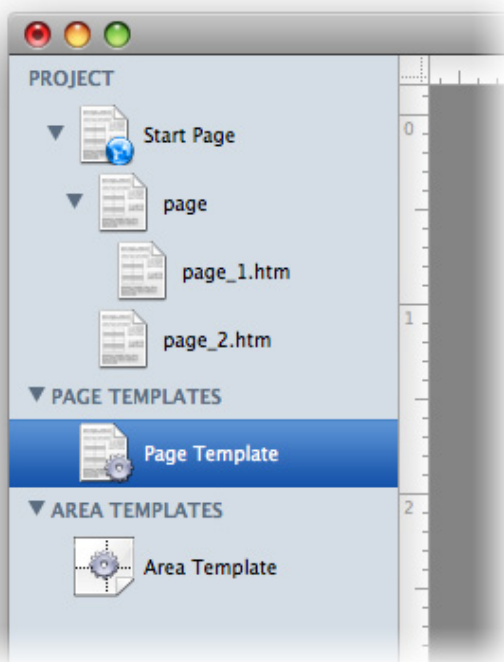 PROJECT
Start Page
0
page
page_1.htm
1
page_2.htm
PAGE TEMPLATES
Page Template
2
AREA TEMPLATES
Area Template